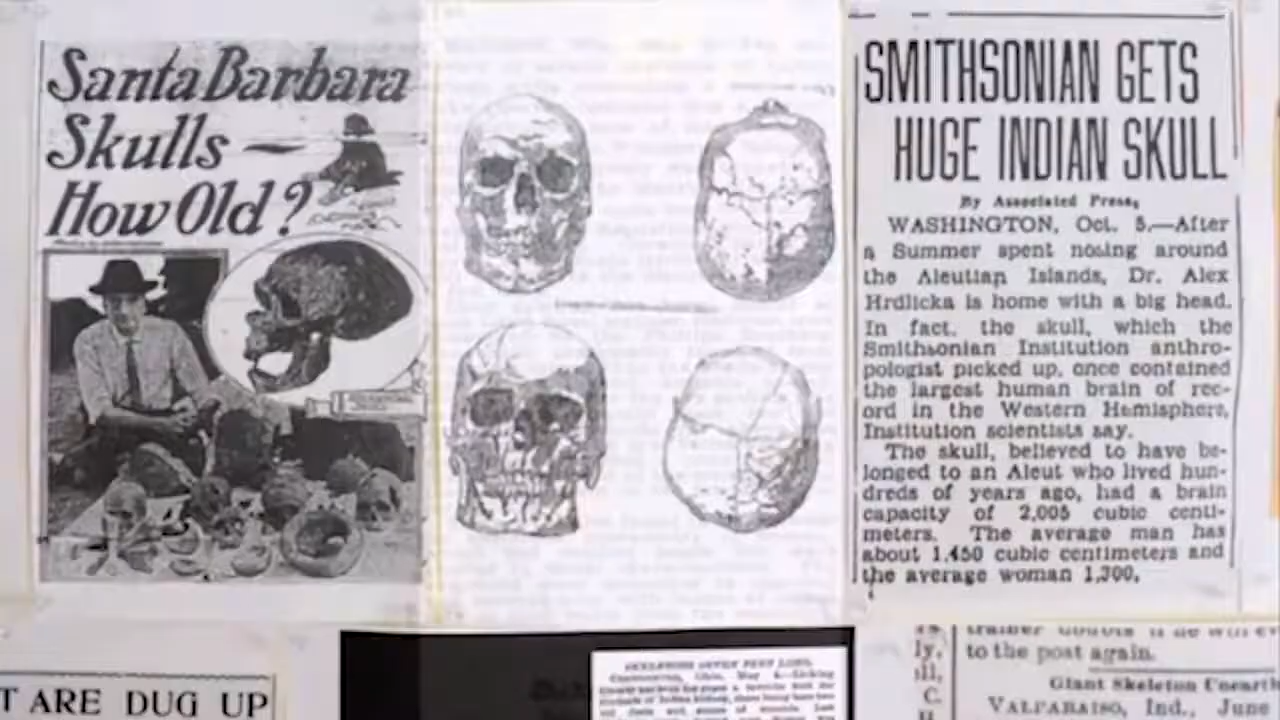 Santa Barbara
Skulls —
How Old?
SMITHSONIAN GETS
HUGE INDIAN SKULL
By Associated Press,
WASHINGTON, Oct. 5.—After
a Summer spent nosing around
the Aleutian Islands, Dr. Alex
Hrdlicka is home with a big head.
In fact, the skull, which the
Smithsonian Institution anthro-
pologist picked up, once contained
the largest human brain of rec-
ord in the Western Hemisphere,
Institution scientists say.
The skull, believed to have be-
longed to an Aleut who lived hun-
dreds of years ago, had a brain
capacity of 2,005 cubic centi-
meters. The average man has
about 1,450 cubic centimeters and
the average woman 1,300.
T ARE DUG UP
SKELETONS SEVEN FEET LONG.
ly,
C.
to the post again.
Giant Skeleton Unearth
VALPARAISO, Ind., June